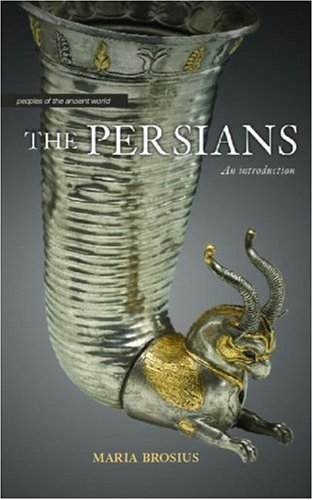 peoples of the ancient world
THE PERSIANS
An introduction
MARIA BROSIUS